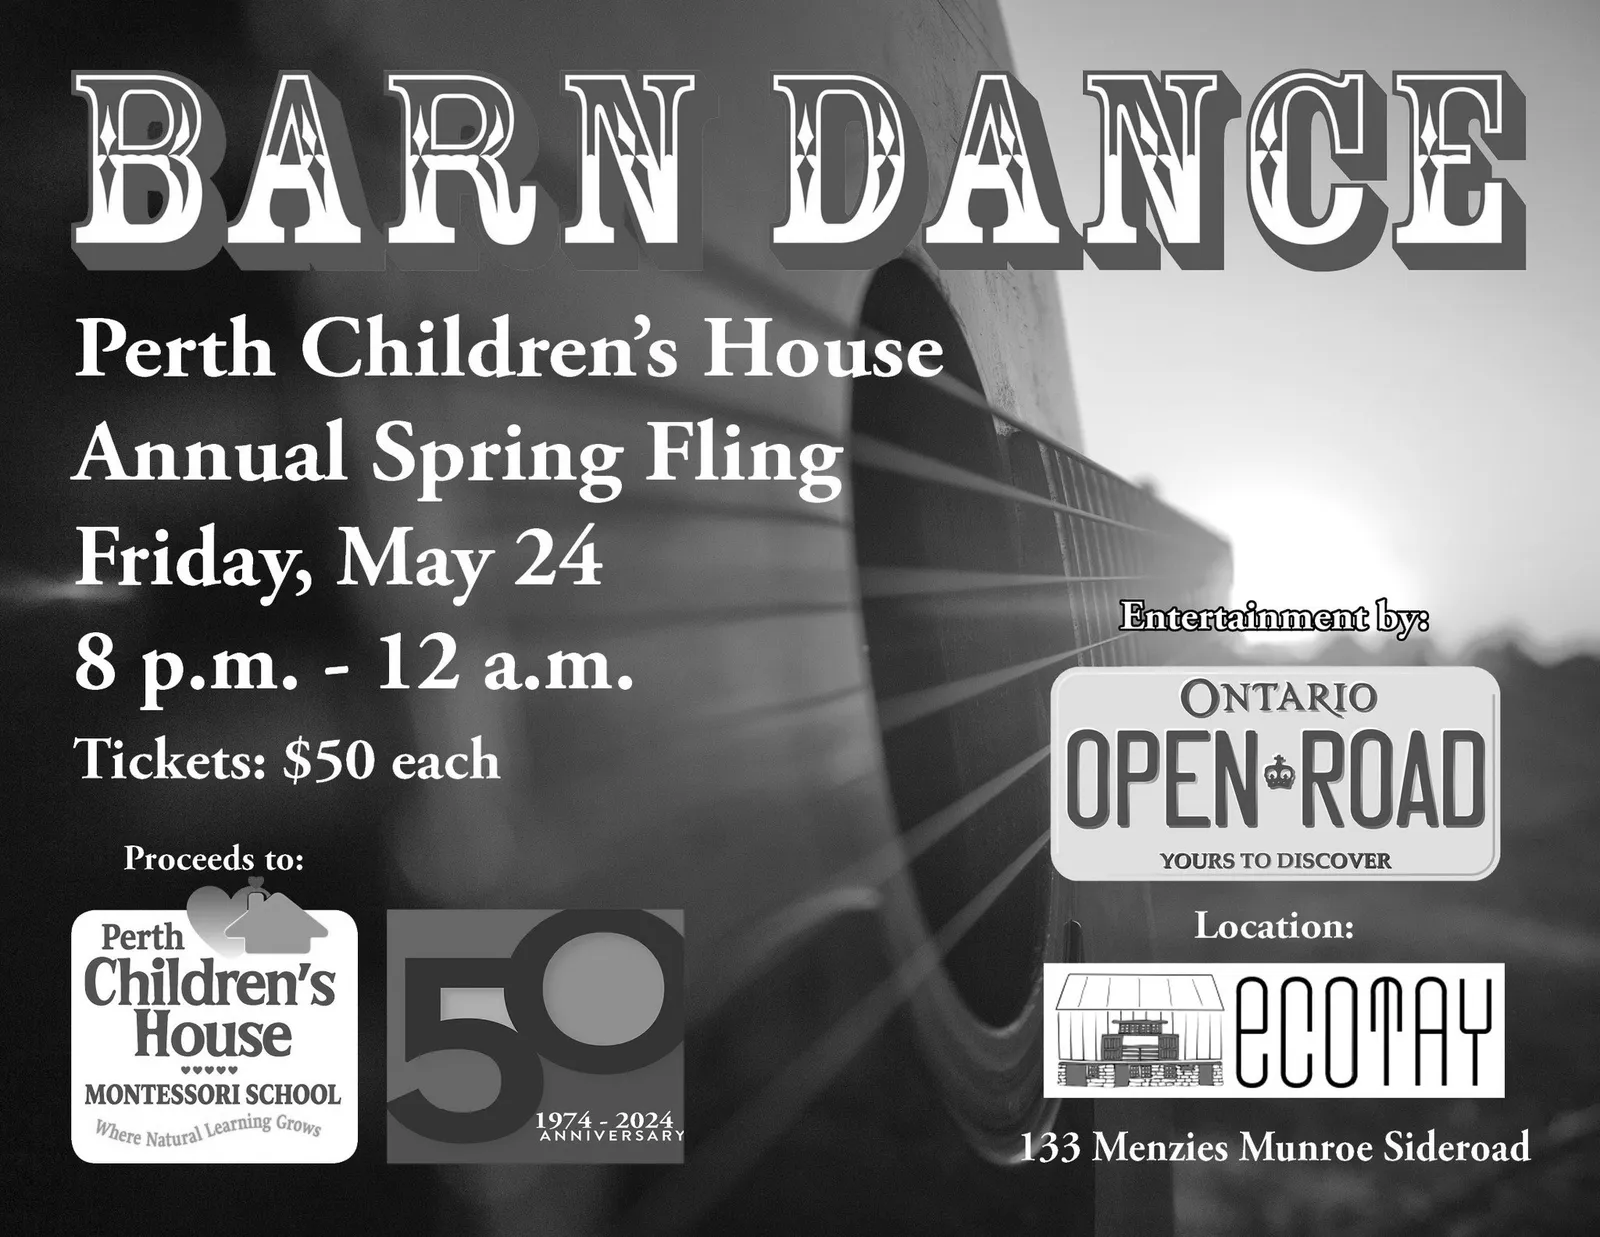 BARN DANCE
Perth Children's House
Annual Spring Fling
Friday, May 24
8 p.m. - 12 a.m.
Tickets: $50 each
Proceeds to:
Perth
Children's
House
MONTESSORI SCHOOL
Where Natural Learning Grows
50
1974 - 2024
ANNIVERSARY
Entertainment by:
ONTARIO
OPEN ROAD
YOURS TO DISCOVER
Location:
ECOTAY
133 Menzies Munroe Sideroad